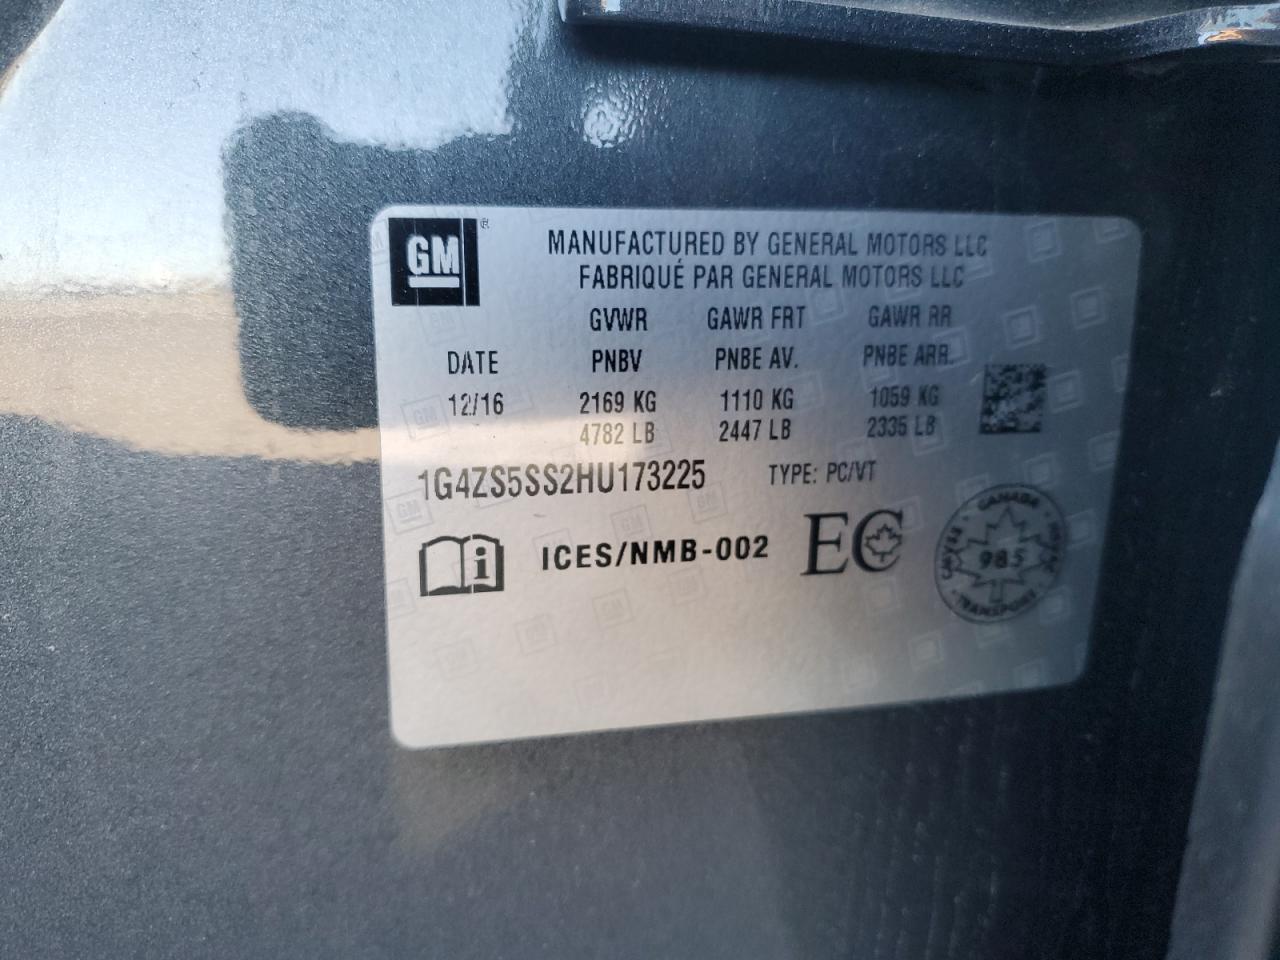 GM ®
MANUFACTURED BY GENERAL MOTORS LLC
FABRIQUÉ PAR GENERAL MOTORS LLC
GVWR GAWR FRT GAWR RR
DATE PNBV PNBE AV. PNBE ARR.
12/16 2169 KG 1110 KG 1059 KG
4782 LB 2447 LB 2335 LB
1G4ZS5SS2HU173225 TYPE: PC/VT
i ICES/NMB-002 EC
CANADA
985
TRANSPORT